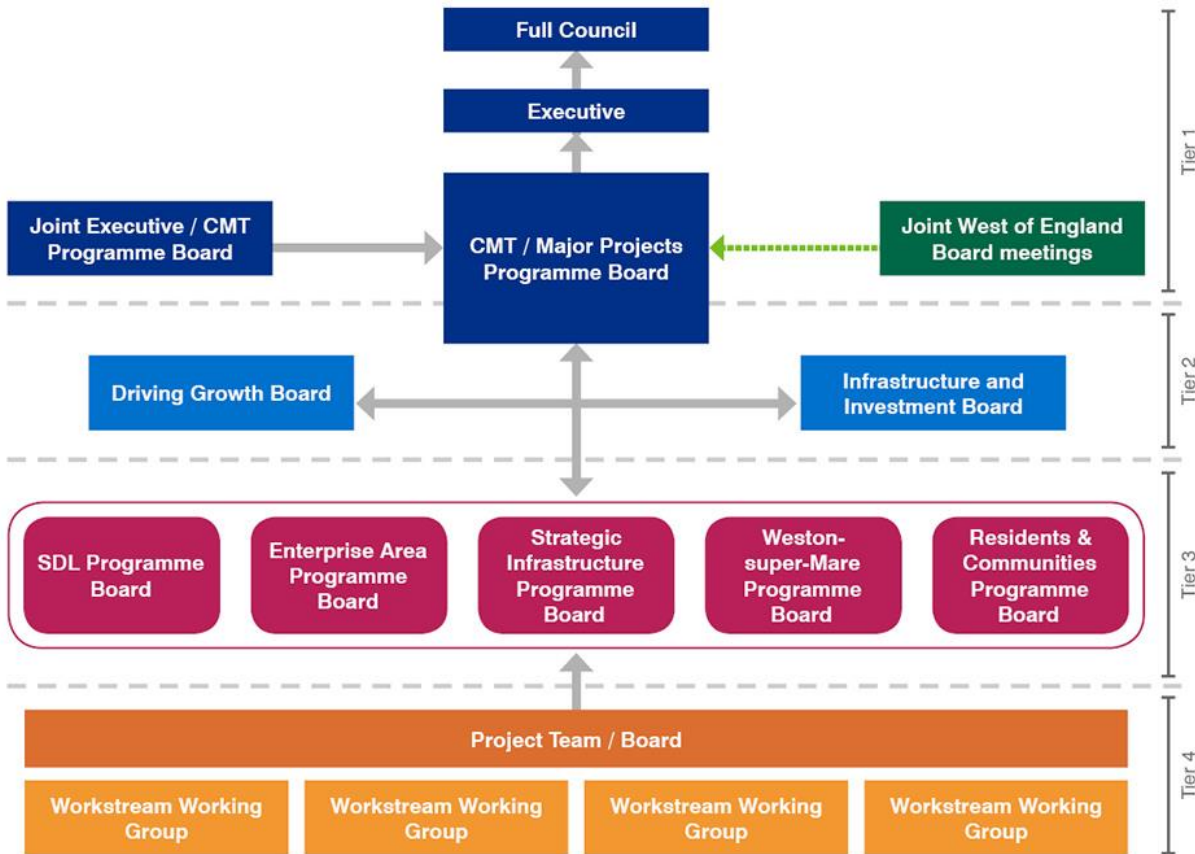 Full Council
Executive
Tier 1
Joint Executive / CMT
Programme Board
CMT / Major Projects
Programme Board
Joint West of England
Board meetings
Driving Growth Board
Infrastructure and
Investment Board
Tier 2
SDL Programme
Board
Enterprise Area
Programme
Board
Strategic
Infrastructure
Programme
Board
Weston-
super-Mare
Programme
Board
Residents &
Communities
Programme
Board
Tier 3
Project Team / Board
Workstream Working
Group
Workstream Working
Group
Workstream Working
Group
Workstream Working
Group
Tier 4